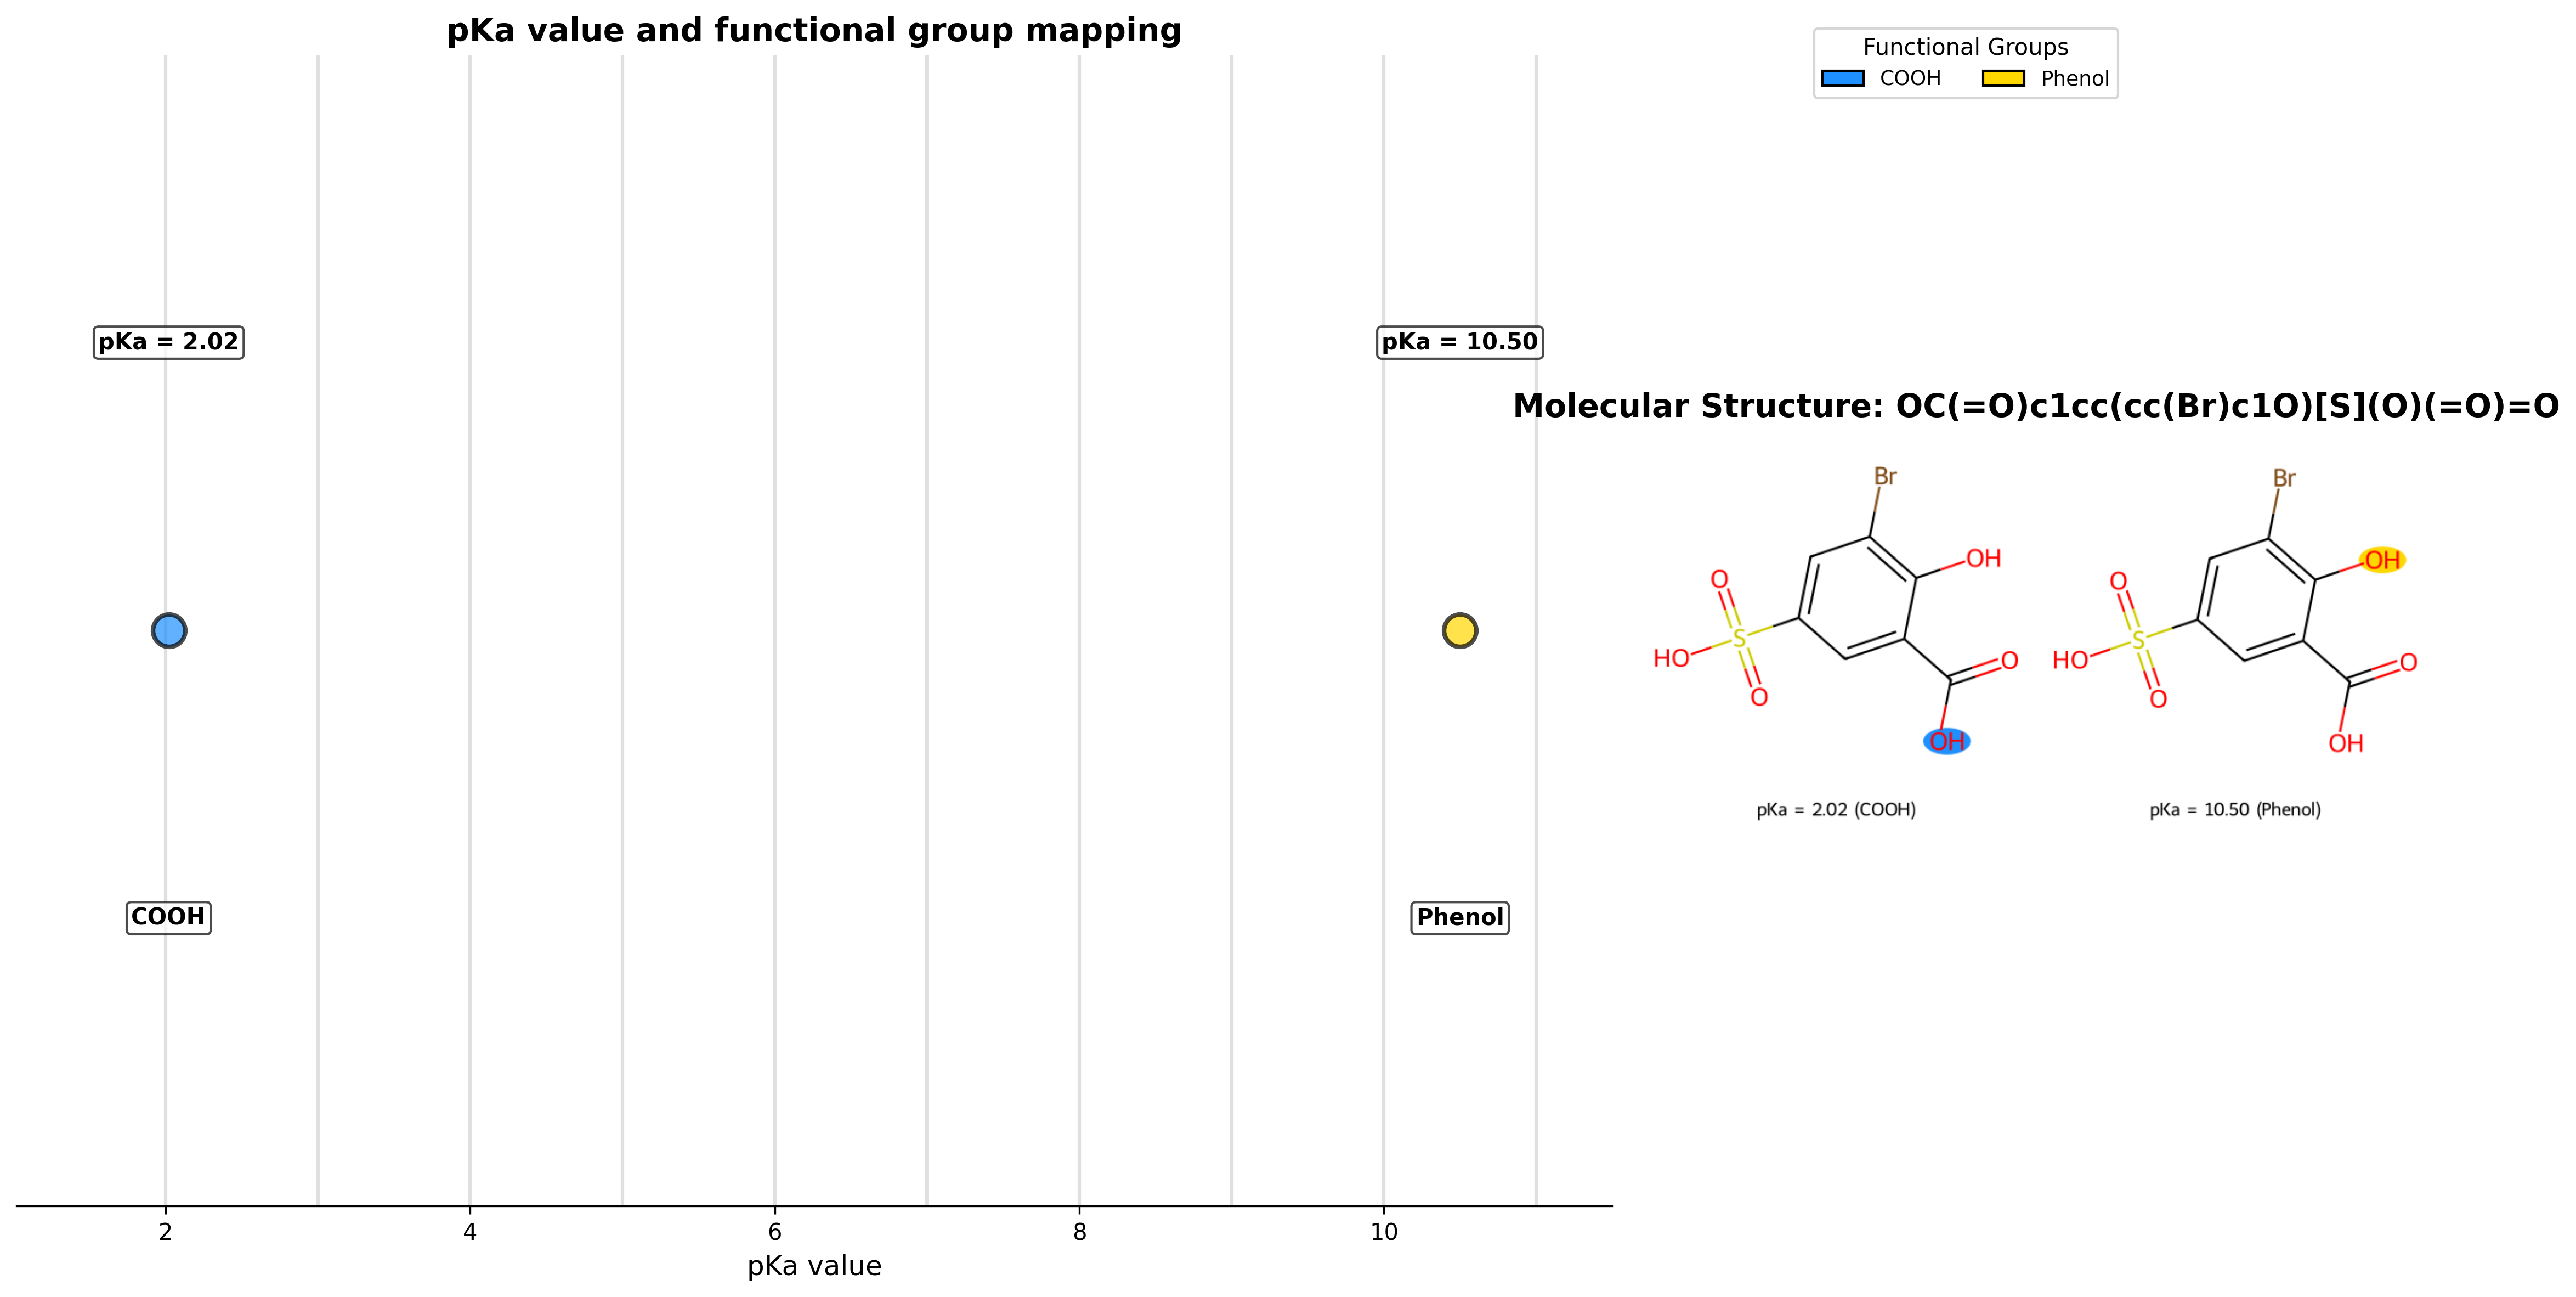 pKa value and functional group mapping
Functional Groups
COOH Phenol
pKa = 2.02
pKa = 10.50
Molecular Structure: OC(=O)c1cc(cc(Br)c1O)[S](O)(=O)=O
Br
OH
O
S
HO
O
O
OH
pKa = 2.02 (COOH)
Br
OH
O
S
HO
O
O
OH
pKa = 10.50 (Phenol)
COOH
Phenol
2 4 6 8 10
pKa value